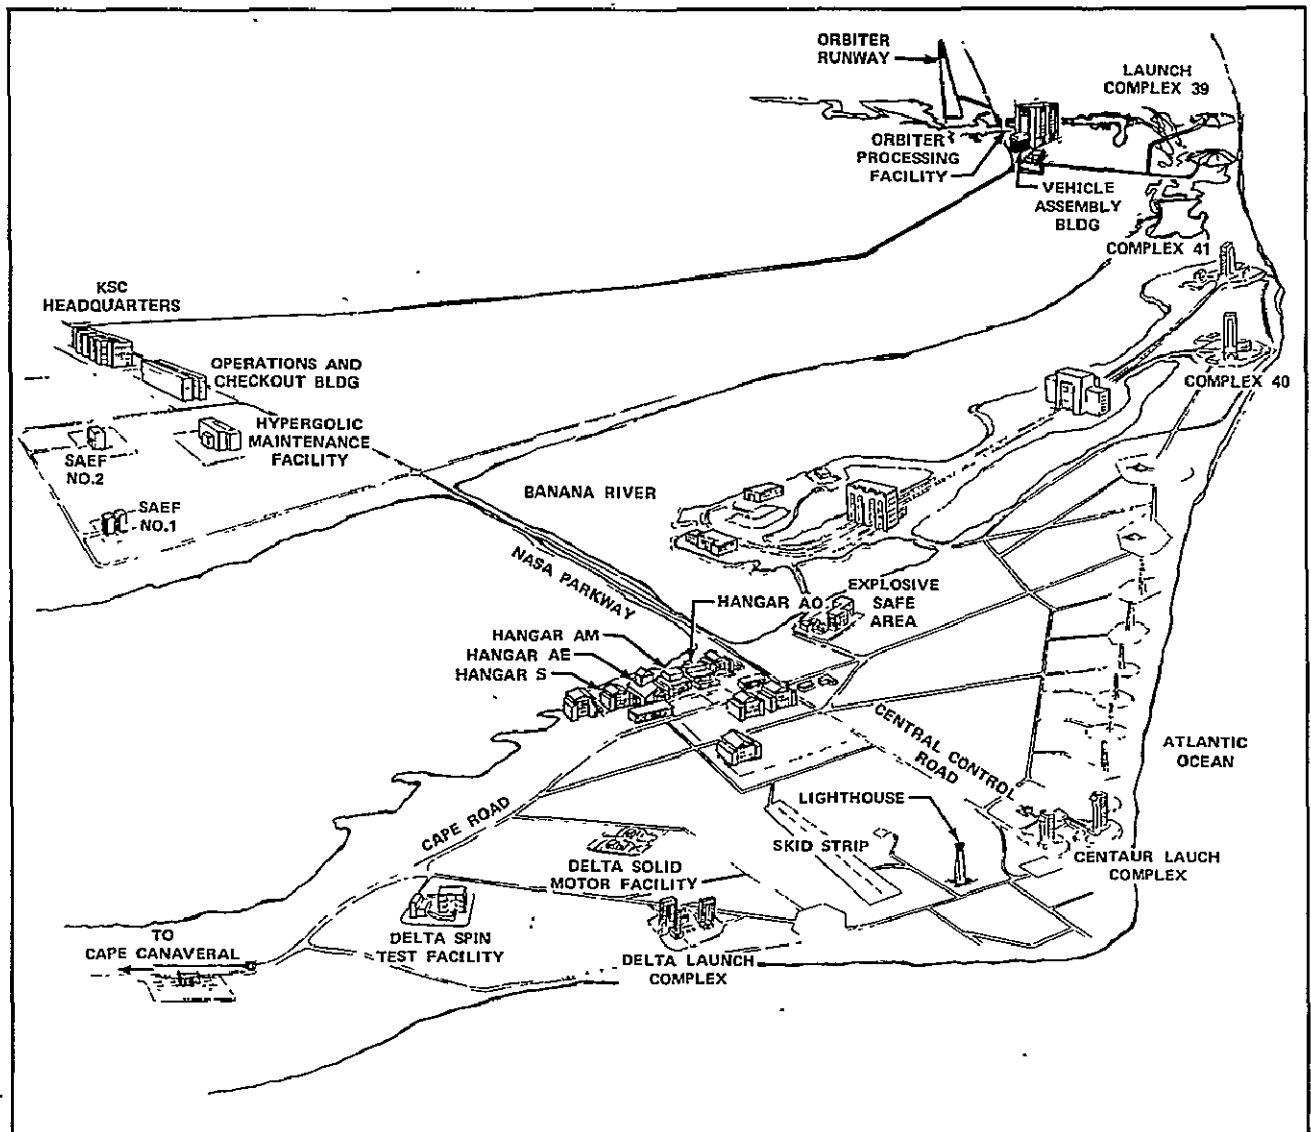 ORBITER
RUNWAY
LAUNCH
COMPLEX 39
ORBITER
PROCESSING
FACILITY
VEHICLE
ASSEMBLY
BLDG
COMPLEX 41
KSC
HEADQUARTERS
OPERATIONS AND
CHECKOUT BLDG
COMPLEX 40
HYPERGOLIC
MAINTENANCE
FACILITY
SAEF
NO.2
SAEF
NO.1
BANANA RIVER
NASA PARKWAY
EXPLOSIVE
SAFE
AREA
HANGAR AO
HANGAR AM
HANGAR AE
HANGAR S
CENTRAL CONTROL
ROAD
ATLANTIC
OCEAN
CAPE ROAD
LIGHTHOUSE
SKID STRIP
DELTA SOLID
MOTOR FACILITY
CENTAUR LAUCH
COMPLEX
TO
CAPE CANAVERAL
DELTA SPIN
TEST FACILITY
DELTA LAUNCH
COMPLEX